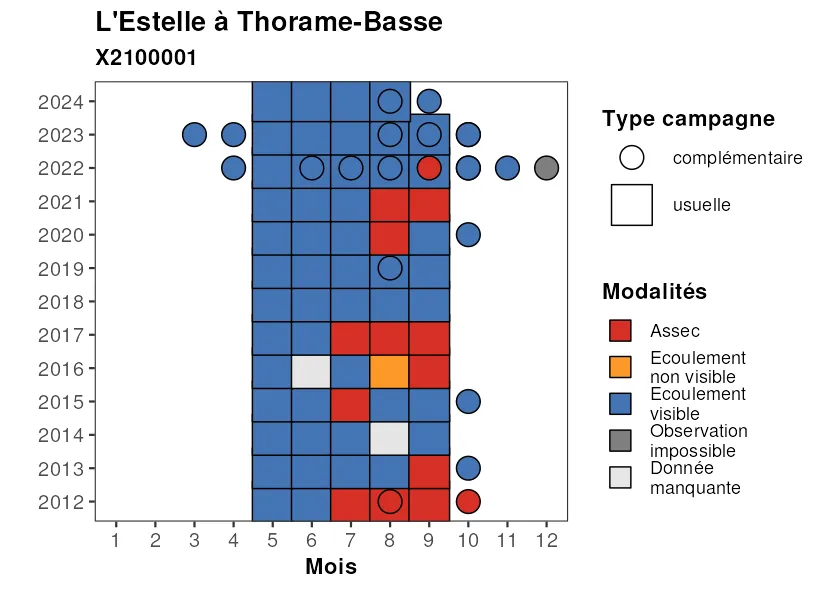 L'Estelle à Thorame-Basse
X2100001
2024
2023
2022
2021
2020
2019
2018
2017
2016
2015
2014
2013
2012
1 2 3 4 5 6 7 8 9 10 11 12
Mois
Type campagne
complémentaire
usuelle
Modalités
Assec
Ecoulement
non visible
Ecoulement
visible
Observation
impossible
Donnée
manquante